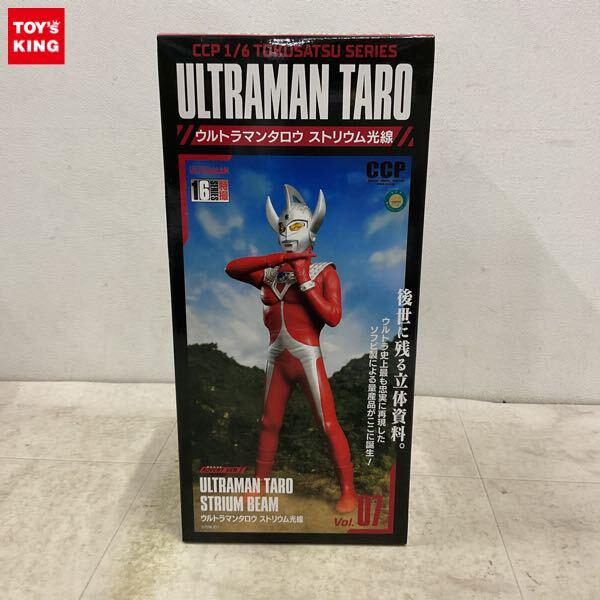 TOY'S
KING
CCP 1/6 TOKUSATSU SERIES
ULTRAMAN TARO
ウルトラマンタロウ ストリウム光線
ULTRAMAN
1/6
SERIES
特撮
CCP
後世に残る立体資料。
ウルトラ史上最も忠実に再現した
ソフビ製による量産品がここに誕生!
ULTRAMAN TARO
STRIUM BEAM
ウルトラマンタロウ ストリウム光線
Vol. 07